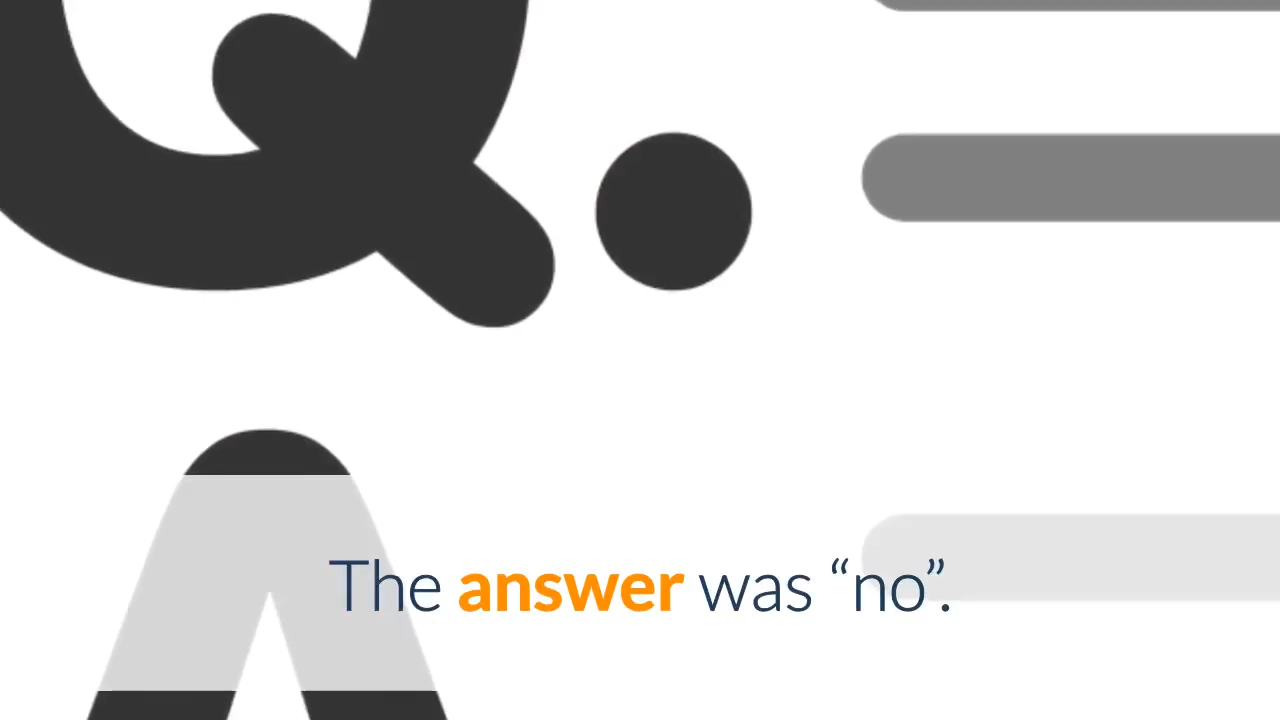 Q.
A
The answer was “no”.